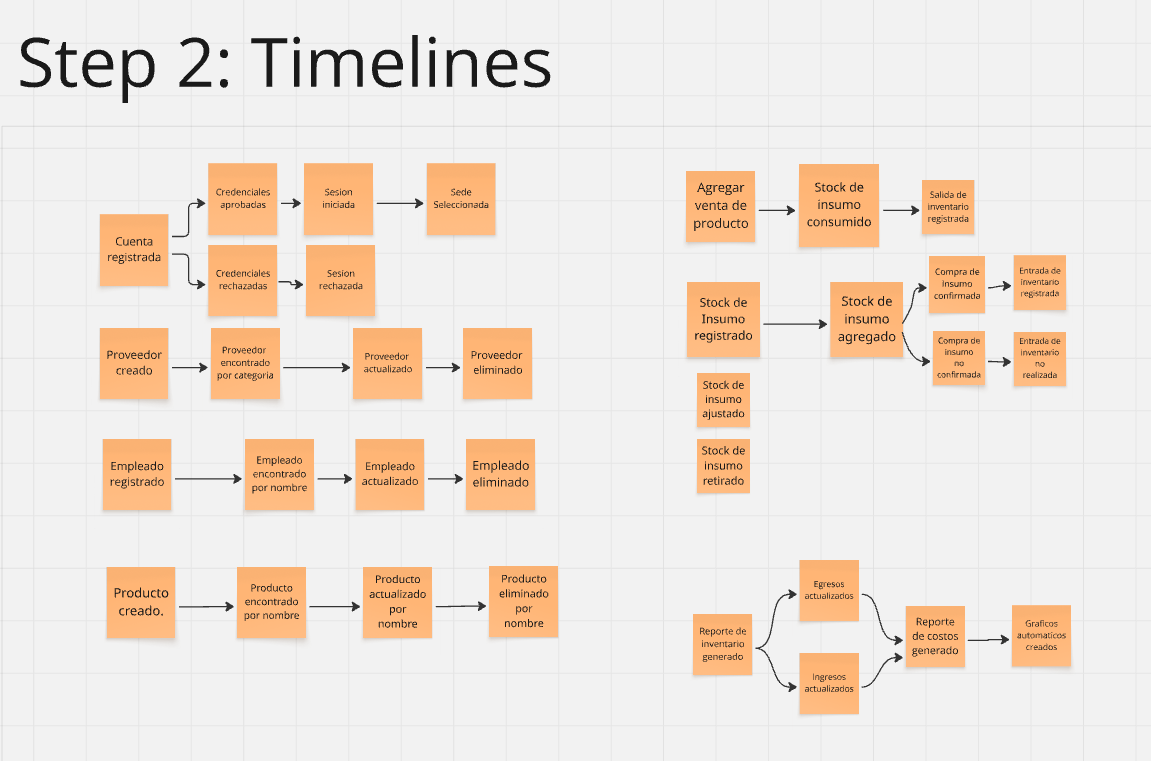 Step 2: Timelines
Cuenta
registrada
Credenciales
aprobadas
Sesion
iniciada
Sede
Seleccionada
Credenciales
rechazadas
Sesion
rechazada
Proveedor
creado
Proveedor
encontrado
por categoria
Proveedor
actualizado
Proveedor
eliminado
Empleado
registrado
Empleado
encontrado
por nombre
Empleado
actualizado
Empleado
eliminado
Producto
creado.
Producto
encontrado
por nombre
Producto
actualizado
por
nombre
Producto
eliminado
por
nombre
Agregar
venta de
producto
Stock de
insumo
consumido
Salida de
inventario
registrada
Stock de
Insumo
registrado
Stock de
insumo
agregado
Compra de
insumo
confirmada
Entrada de
inventario
registrada
Compra de
insumo
no
confirmada
Entrada de
inventario
no
realizada
Stock de
insumo
ajustado
Stock de
insumo
retirado
Reporte de
inventario
generado
Egresos
actualizados
Ingresos
actualizados
Reporte
de costos
generado
Graficos
automaticos
creados